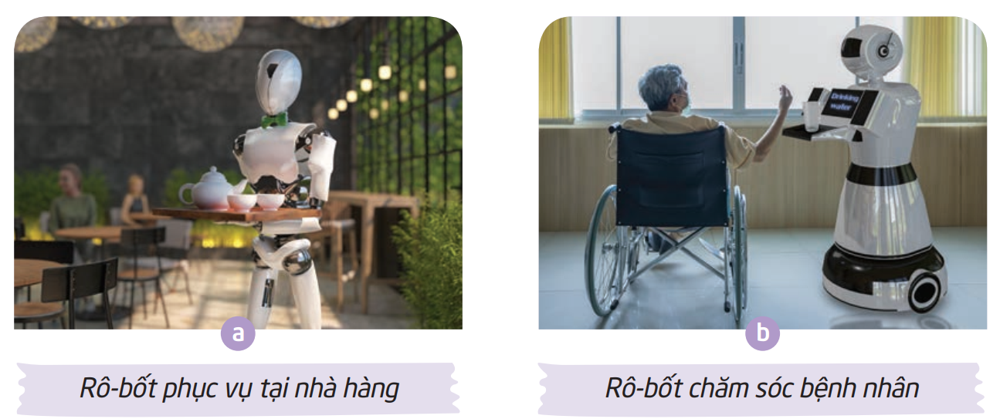 Drinking
water
a
b
Rô-bốt phục vụ tại nhà hàng
Rô-bốt chăm sóc bệnh nhân